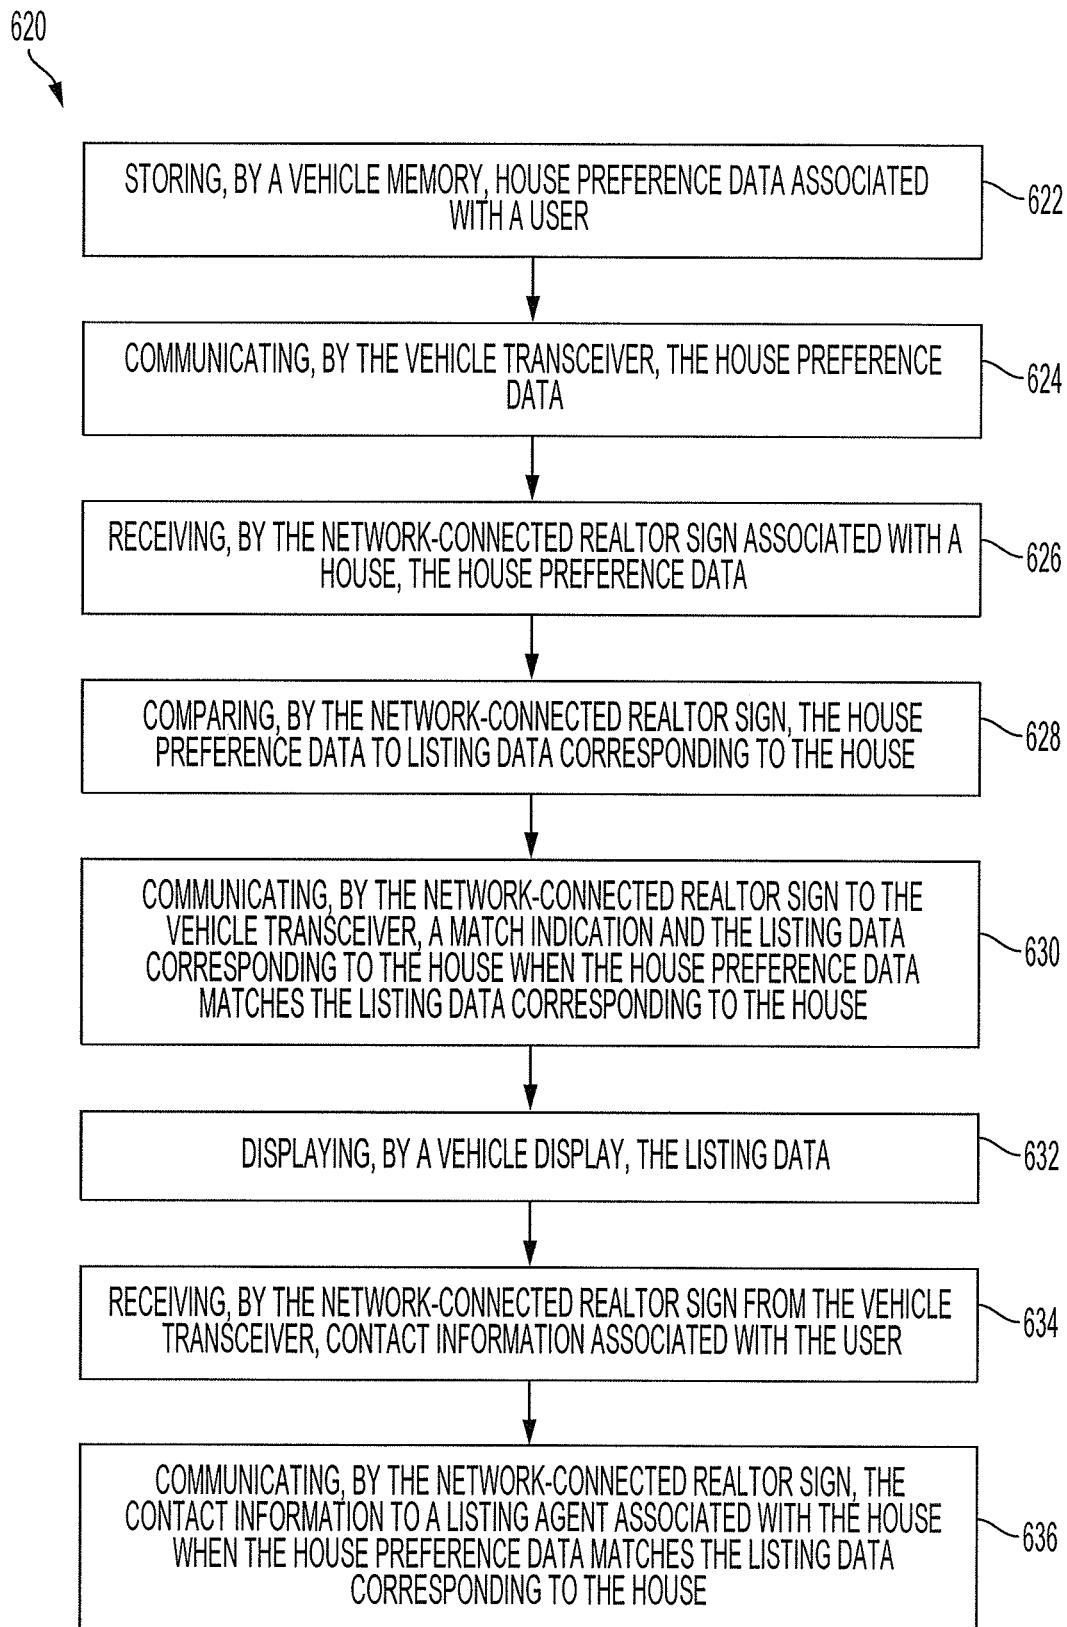 620
STORING, BY A VEHICLE MEMORY, HOUSE PREFERENCE DATA ASSOCIATED
WITH A USER
622
COMMUNICATING, BY THE VEHICLE TRANSCEIVER, THE HOUSE PREFERENCE
DATA
624
RECEIVING, BY THE NETWORK-CONNECTED REALTOR SIGN ASSOCIATED WITH A
HOUSE, THE HOUSE PREFERENCE DATA
626
COMPARING, BY THE NETWORK-CONNECTED REALTOR SIGN, THE HOUSE
PREFERENCE DATA TO LISTING DATA CORRESPONDING TO THE HOUSE
628
COMMUNICATING, BY THE NETWORK-CONNECTED REALTOR SIGN TO THE
VEHICLE TRANSCEIVER, A MATCH INDICATION AND THE LISTING DATA
CORRESPONDING TO THE HOUSE WHEN THE HOUSE PREFERENCE DATA
MATCHES THE LISTING DATA CORRESPONDING TO THE HOUSE
630
DISPLAYING, BY A VEHICLE DISPLAY, THE LISTING DATA
632
RECEIVING, BY THE NETWORK-CONNECTED REALTOR SIGN FROM THE VEHICLE
TRANSCEIVER, CONTACT INFORMATION ASSOCIATED WITH THE USER
634
COMMUNICATING, BY THE NETWORK-CONNECTED REALTOR SIGN, THE
CONTACT INFORMATION TO A LISTING AGENT ASSOCIATED WITH THE HOUSE
WHEN THE HOUSE PREFERENCE DATA MATCHES THE LISTING DATA
CORRESPONDING TO THE HOUSE
636